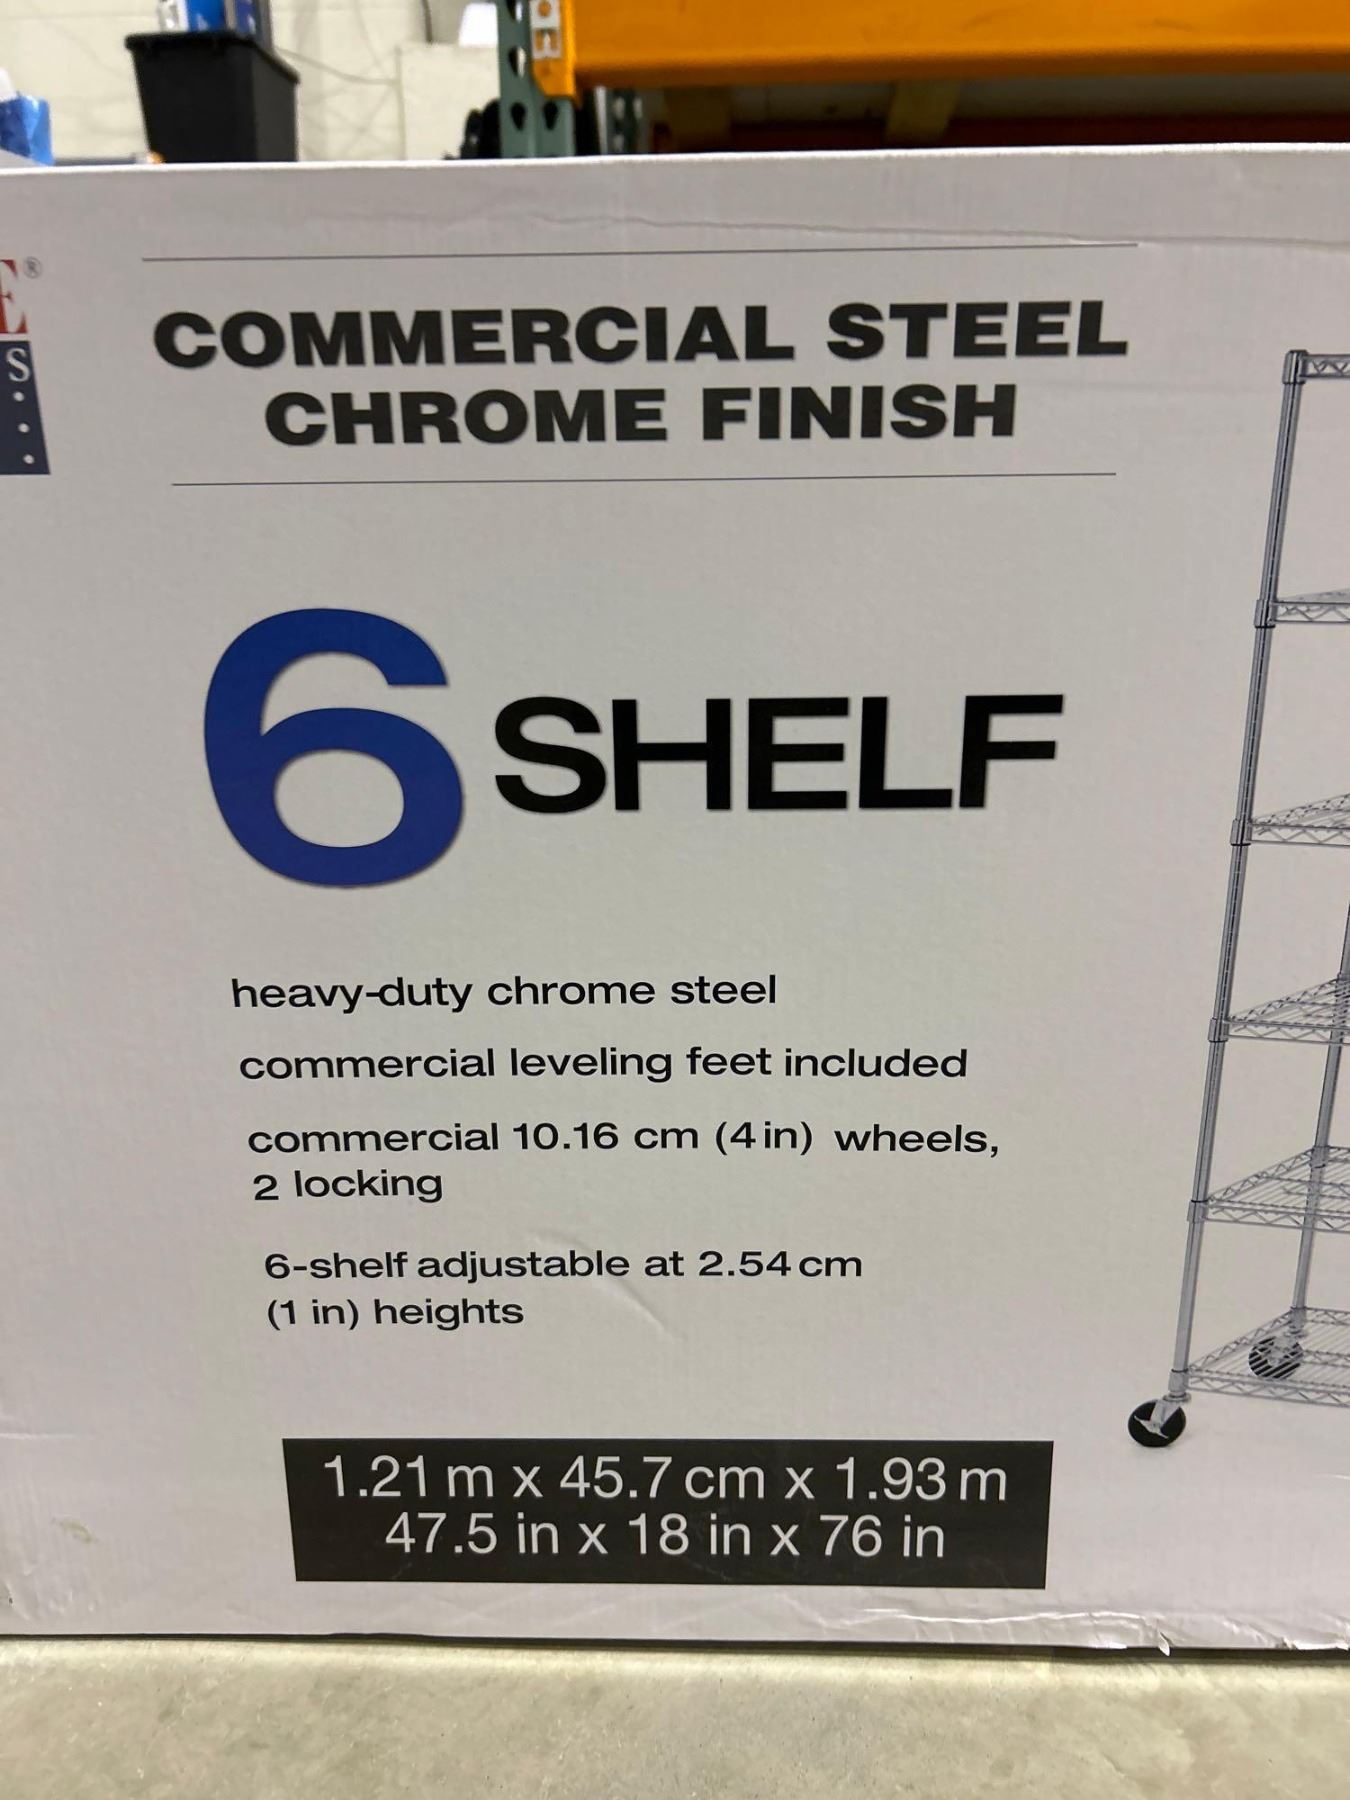 E®
S
COMMERCIAL STEEL
CHROME FINISH
6 SHELF
heavy-duty chrome steel
commercial leveling feet included
commercial 10.16 cm (4 in) wheels,
2 locking
6-shelf adjustable at 2.54 cm
(1 in) heights
1.21 m x 45.7 cm x 1.93 m
47.5 in x 18 in x 76 in